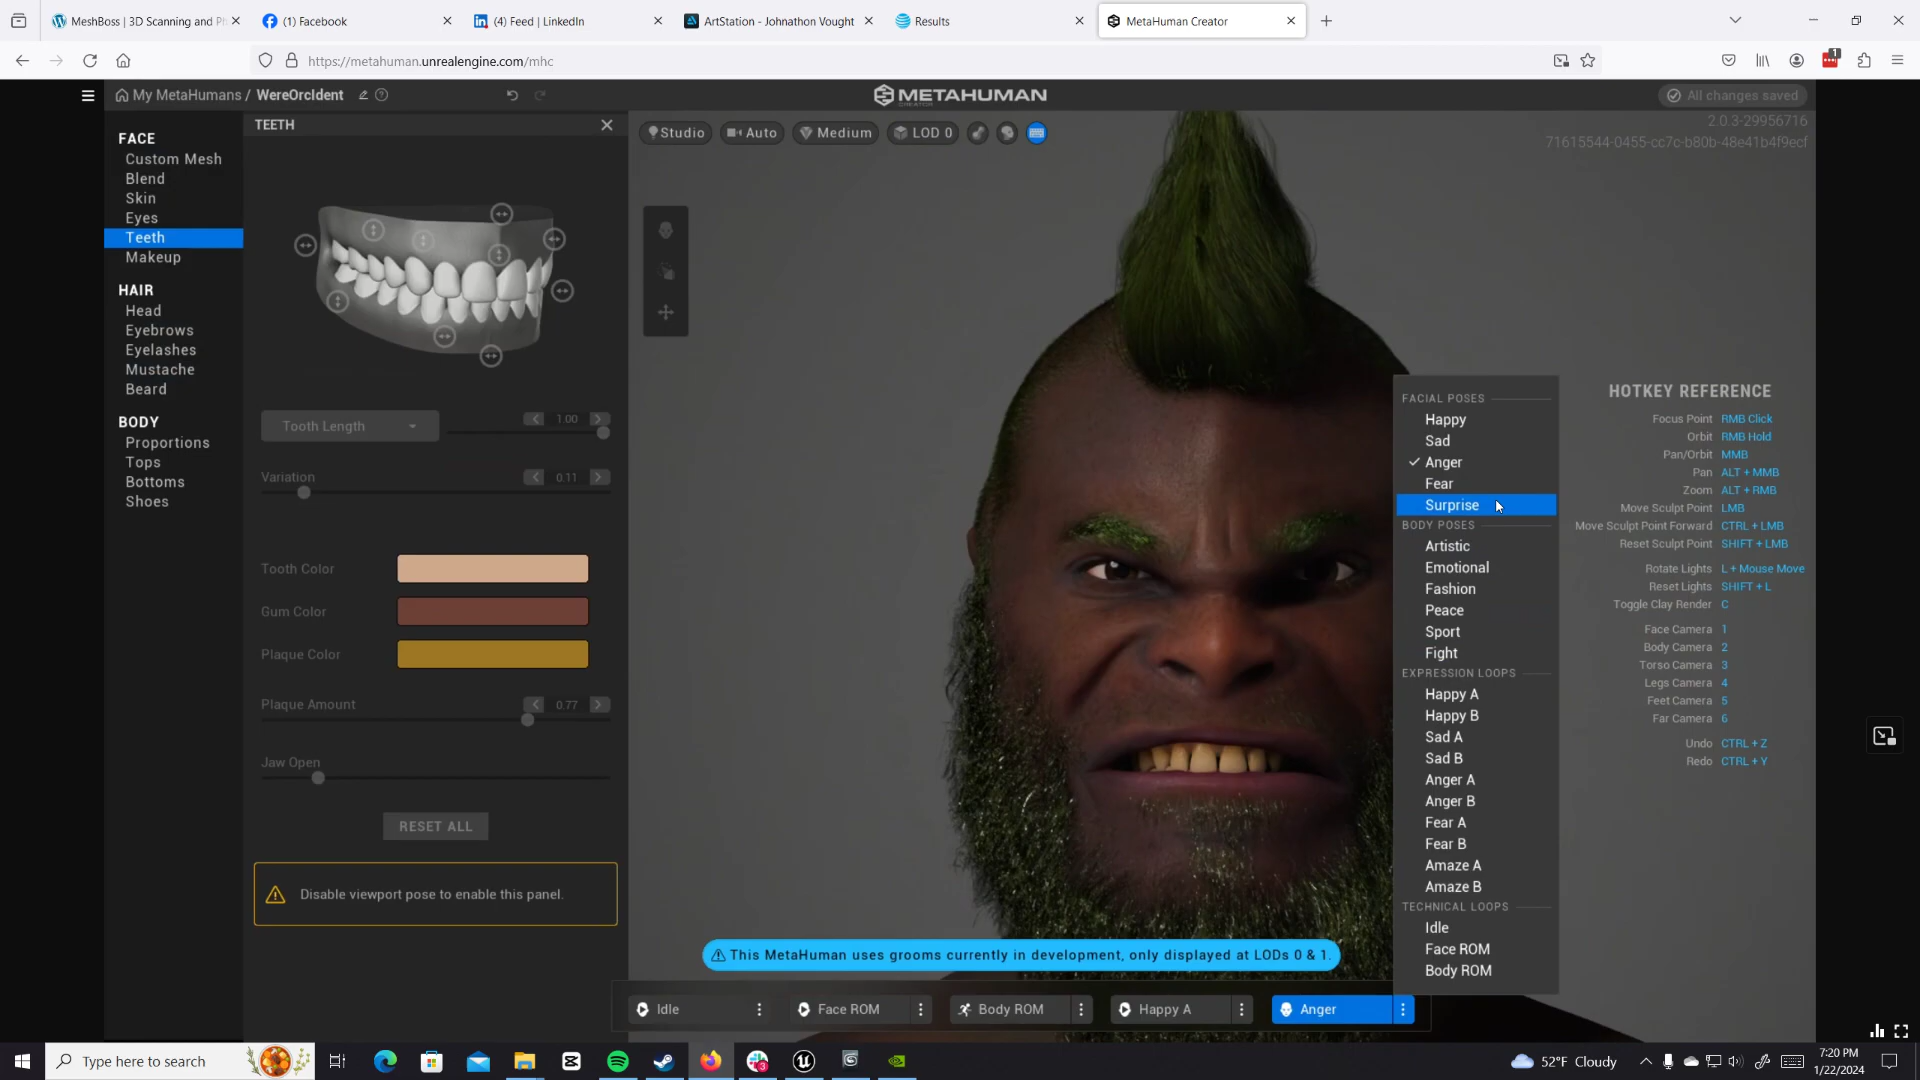 MeshBoss | 3D Scanning and Ph
(1) Facebook
(4) Feed | LinkedIn
ArtStation - Johnathon Vought
Results
MetaHuman Creator
https://metahuman.unrealengine.com/mhc
1
My MetaHumans / WereOrcIdent
METAHUMAN
CREATOR
All changes saved
2.0.3-29956716
71615544-0455-cc7c-b80b-48e41b4f9ecf
FACE
Custom Mesh
Blend
Skin
Eyes
Teeth
Makeup
HAIR
Head
Eyebrows
Eyelashes
Mustache
Beard
BODY
Proportions
Tops
Bottoms
Shoes
TEETH
Tooth Length
1.00
Variation
0.11
Tooth Color
Gum Color
Plaque Color
Plaque Amount
0.77
Jaw Open
RESET ALL
Disable viewport pose to enable this panel.
Studio
Auto
Medium
LOD 0
FACIAL POSES
Happy
Sad
Anger
Fear
Surprise
BODY POSES
Artistic
Emotional
Fashion
Peace
Sport
Fight
EXPRESSION LOOPS
Happy A
Happy B
Sad A
Sad B
Anger A
Anger B
Fear A
Fear B
Amaze A
Amaze B
TECHNICAL LOOPS
Idle
Face ROM
Body ROM
HOTKEY REFERENCE
Focus Point RMB Click
Orbit RMB Hold
Pan/Orbit MMB
Pan ALT + MMB
Zoom ALT + RMB
Move Sculpt Point LMB
Move Sculpt Point Forward CTRL + LMB
Reset Sculpt Point SHIFT + LMB
Rotate Lights L + Mouse Move
Reset Lights SHIFT + L
Toggle Clay Render C
Face Camera 1
Body Camera 2
Torso Camera 3
Legs Camera 4
Feet Camera 5
Far Camera 6
Undo CTRL + Z
Redo CTRL + Y
This MetaHuman uses grooms currently in development, only displayed at LODs 0 & 1.
Idle
Face ROM
Body ROM
Happy A
Anger
Type here to search
3
52°F Cloudy
7:20 PM
1/22/2024